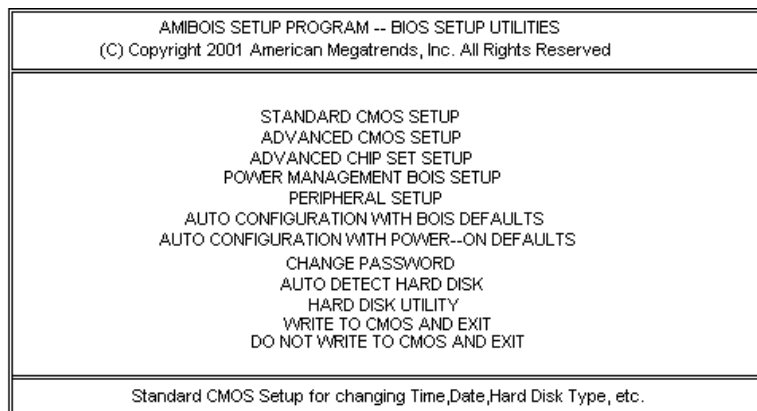 AMIBOIS SETUP PROGRAM -- BIOS SETUP UTILITIES
(C) Copyright 2001 American Megatrends, Inc. All Rights Reserved
STANDARD CMOS SETUP
ADVANCED CMOS SETUP
ADVANCED CHIP SET SETUP
POWER MANAGEMENT BOIS SETUP
PERIPHERAL SETUP
AUTO CONFIGURATION WITH BOIS DEFAULTS
AUTO CONFIGURATION WITH POWER--ON DEFAULTS
CHANGE PASSWORD
AUTO DETECT HARD DISK
HARD DISK UTILITY
WRITE TO CMOS AND EXIT
DO NOT WRITE TO CMOS AND EXIT
Standard CMOS Setup for changing Time,Date,Hard Disk Type, etc.